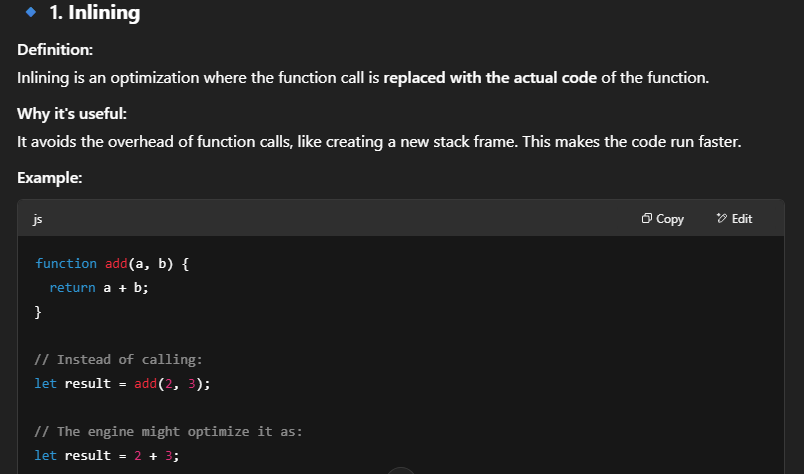 1. Inlining
Definition:
Inlining is an optimization where the function call is replaced with the actual code of the function.
Why it's useful:
It avoids the overhead of function calls, like creating a new stack frame. This makes the code run faster.
Example:
js Copy Edit
function add(a, b) {
  return a + b;
}
// Instead of calling:
let result = add(2, 3);
// The engine might optimize it as:
let result = 2 + 3;